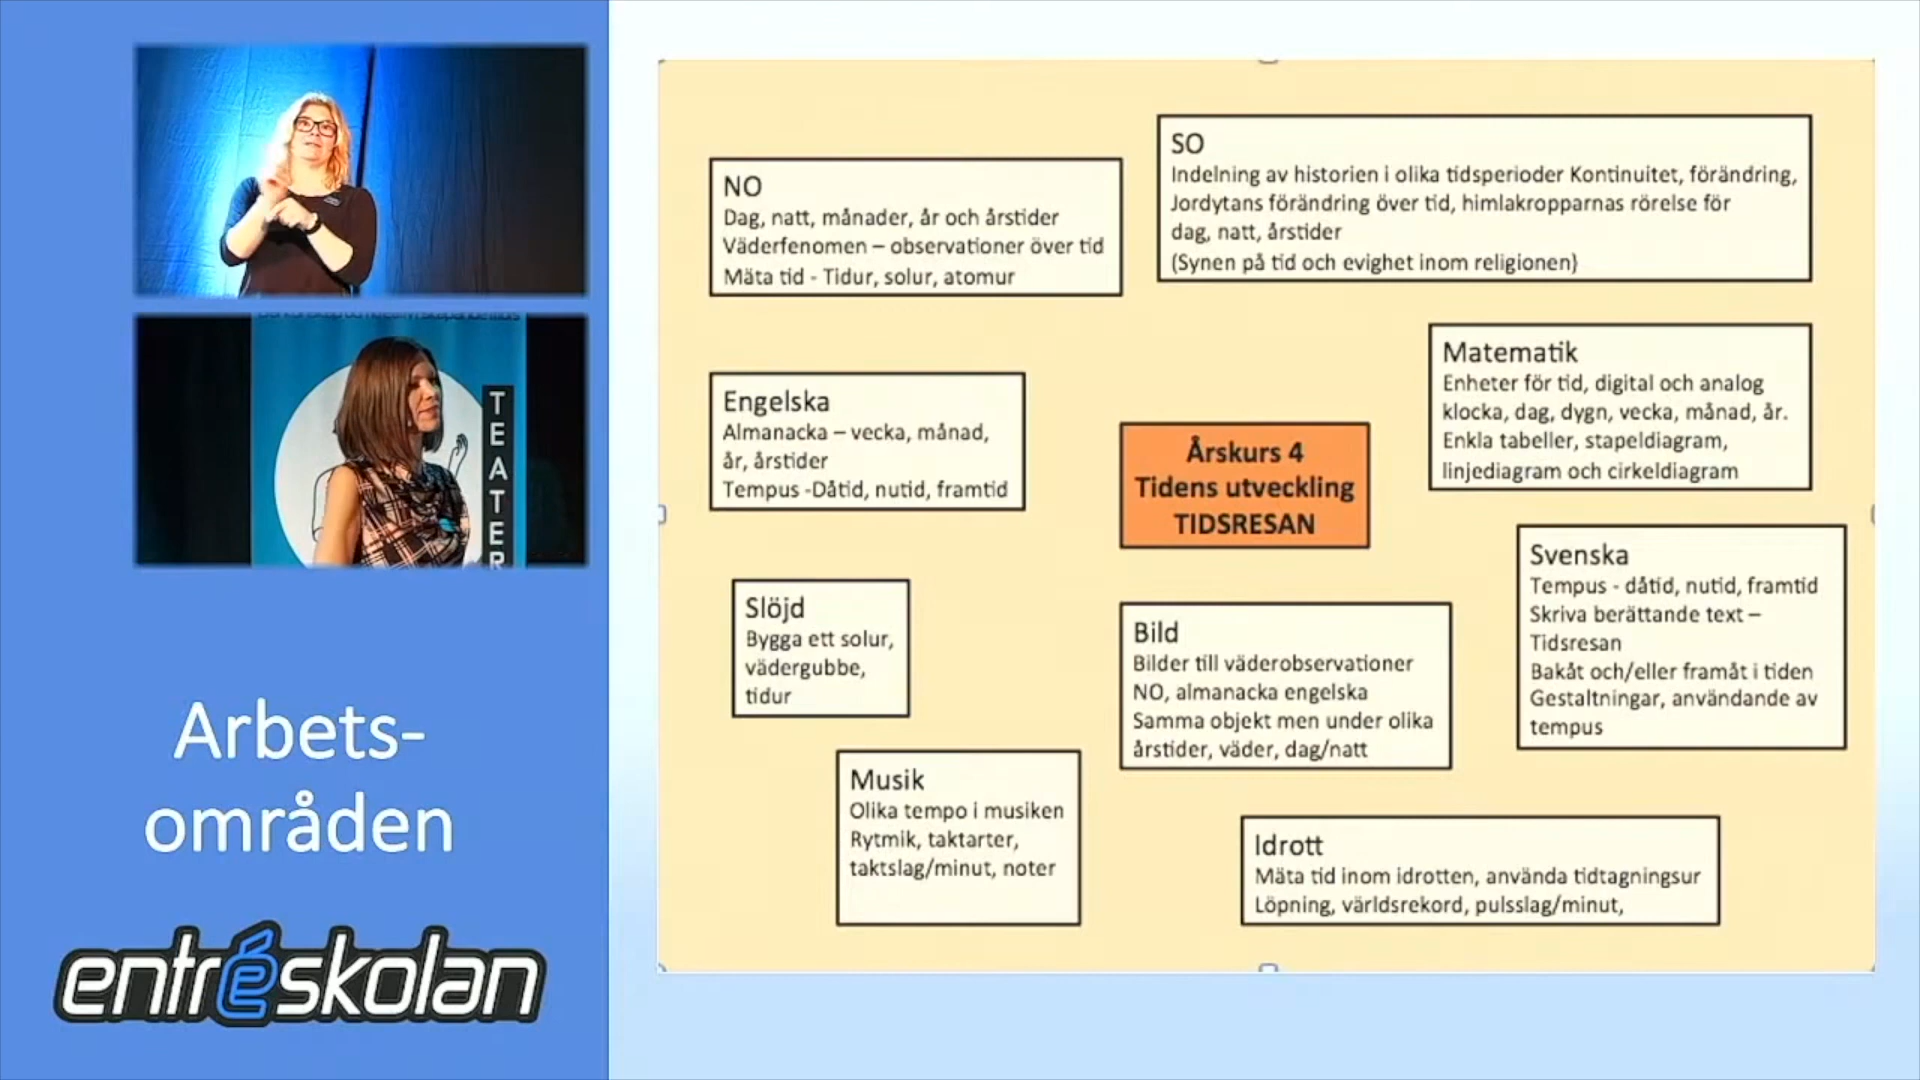 TEATER
Arbets-
områden
entréskolan
NO
Dag, natt, månader, år och årstider
Väderfenomen – observationer över tid
Mäta tid - Tidur, solur, atomur
SO
Indelning av historien i olika tidsperioder Kontinuitet, förändring,
Jordytans förändring över tid, himlakropparnas rörelse för
dag, natt, årstider
(Synen på tid och evighet inom religionen)
Engelska
Almanacka – vecka, månad,
år, årstider
Tempus -Dåtid, nutid, framtid
Årskurs 4
Tidens utveckling
TIDSRESAN
Matematik
Enheter för tid, digital och analog
klocka, dag, dygn, vecka, månad, år.
Enkla tabeller, stapeldiagram,
linjediagram och cirkeldiagram
Slöjd
Bygga ett solur,
vädergubbe,
tidur
Bild
Bilder till väderobservationer
NO, almanacka engelska
Samma objekt men under olika
årstider, väder, dag/natt
Svenska
Tempus - dåtid, nutid, framtid
Skriva berättande text –
Tidsresan
Bakåt och/eller framåt i tiden
Gestaltningar, användande av
tempus
Musik
Olika tempo i musiken
Rytmik, taktarter,
taktslag/minut, noter
Idrott
Mäta tid inom idrotten, använda tidtagningsur
Löpning, världsrekord, pulsslag/minut,